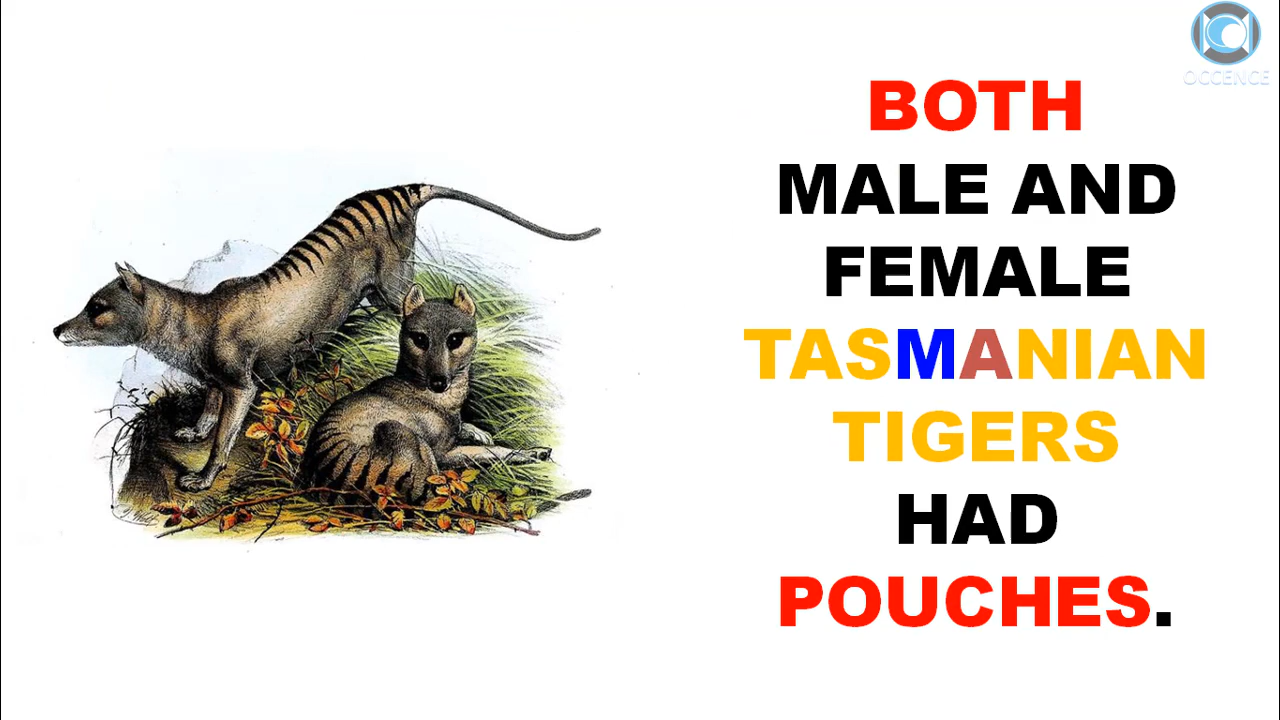 OCCENCE
BOTH
MALE AND
FEMALE
TASMANIAN
TIGERS
HAD
POUCHES.